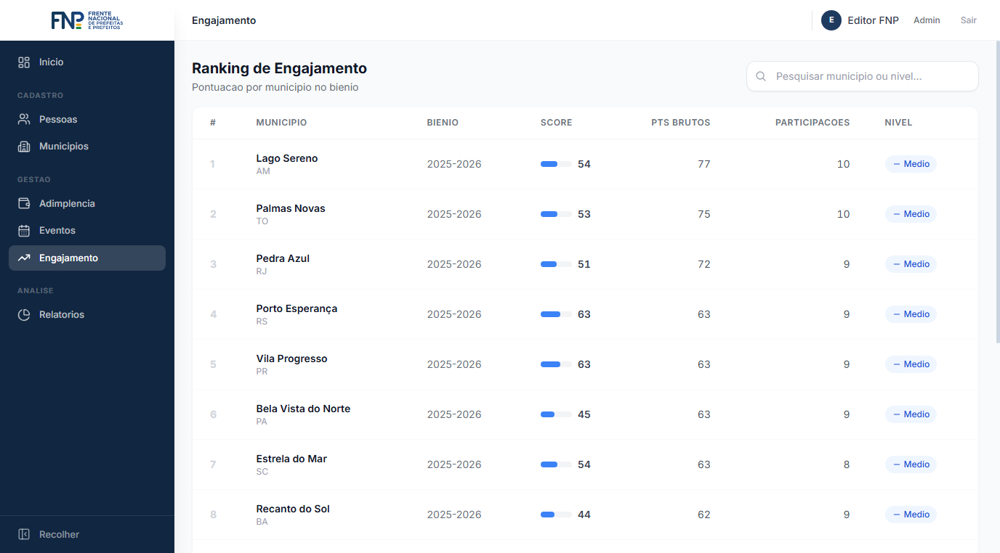 FNP FRENTE
NACIONAL
DE PREFEITAS
E PREFEITOS
Engajamento
E Editor FNP Admin Sair
Inicio
CADASTRO
Pessoas
Municipios
GESTAO
Adimplencia
Eventos
Engajamento
ANALISE
Relatorios
Recolher
Ranking de Engajamento
Pontuacao por municipio no bienio
Pesquisar municipio ou nivel...
# MUNICIPIO BIENIO SCORE PTS BRUTOS PARTICIPACOES NIVEL
1 Lago Sereno 2025-2026 54 77 10 – Medio
AM
2 Palmas Novas 2025-2026 53 75 10 – Medio
TO
3 Pedra Azul 2025-2026 51 72 9 – Medio
RJ
4 Porto Esperança 2025-2026 63 63 9 – Medio
RS
5 Vila Progresso 2025-2026 63 63 9 – Medio
PR
6 Bela Vista do Norte 2025-2026 45 63 9 – Medio
PA
7 Estrela do Mar 2025-2026 54 63 8 – Medio
SC
8 Recanto do Sol 2025-2026 44 62 9 – Medio
BA